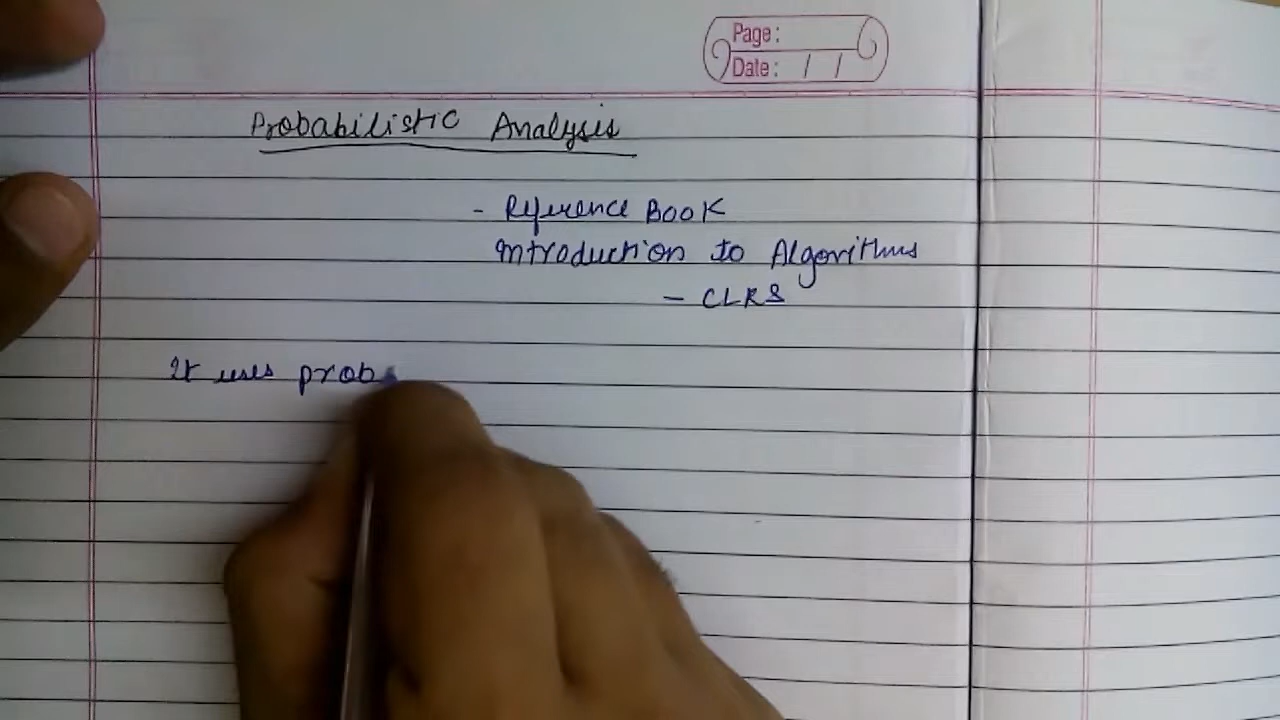 Page:
Date: / /
Probabilistic Analysis
- Reference Book
Introduction to Algorithms
- CLRS
It uses prob